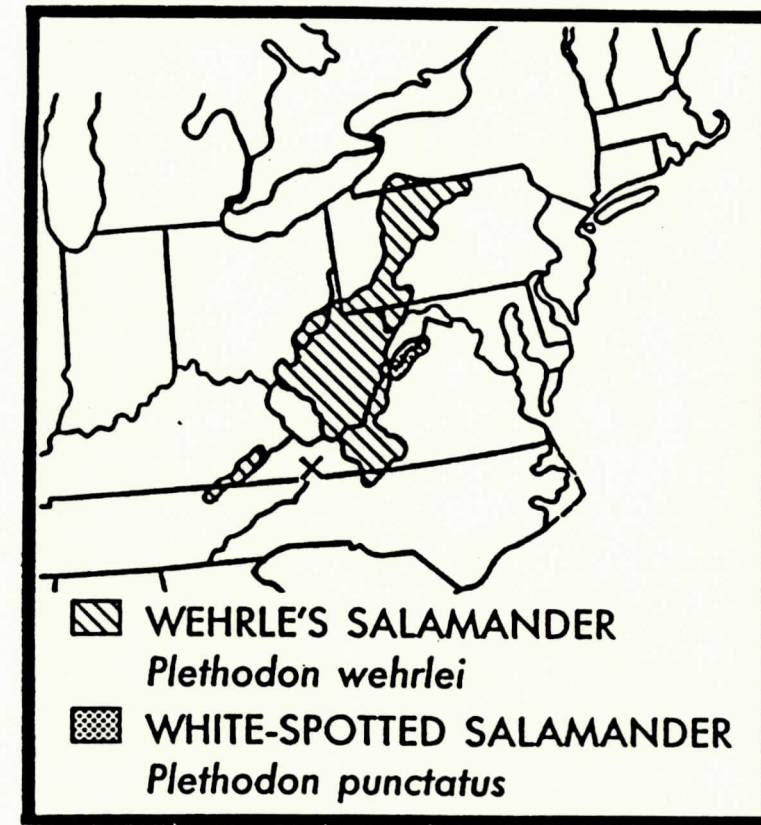 WEHRLE'S SALAMANDER
Plethodon wehrlei
WHITE-SPOTTED SALAMANDER
Plethodon punctatus